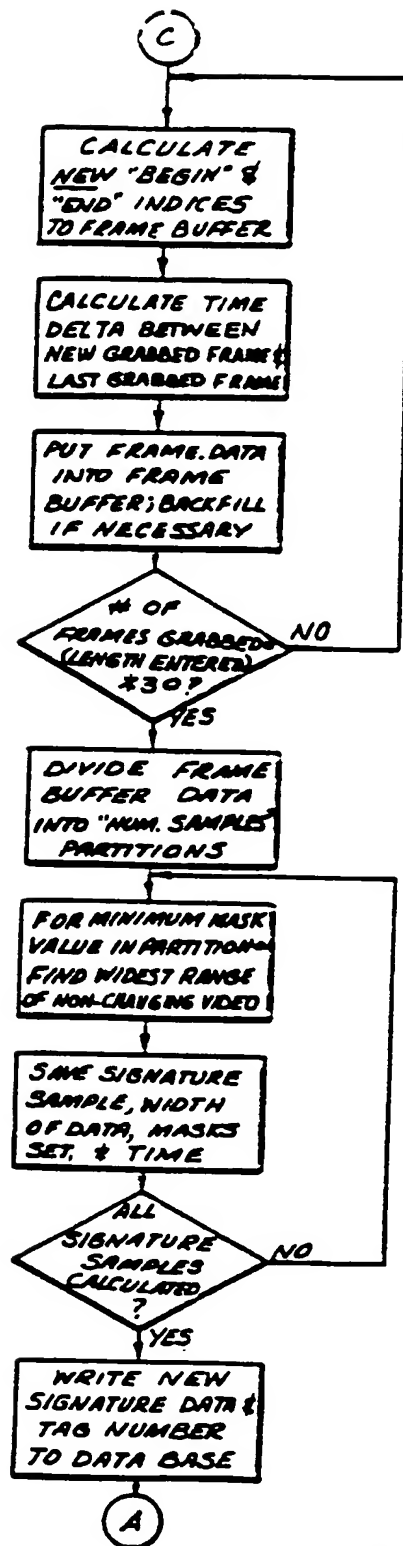 C
CALCULATE
NEW "BEGIN" &
"END" INDICES
TO FRAME BUFFER
CALCULATE TIME
DELTA BETWEEN
NEW GRABBED FRAME &
LAST GRABBED FRAME
PUT FRAME.DATA
INTO FRAME
BUFFER; BACKFILL
IF NECESSARY
# OF
FRAMES GRABBED=
(LENGTH ENTERED)
*30?
NO
YES
DIVIDE FRAME
BUFFER DATA
INTO "NUM. SAMPLES"
PARTITIONS
FOR MINIMUM MASK
VALUE IN PARTITION-
FIND WIDEST RANGE
OF NON-CHANGING VIDEO
SAVE SIGNATURE
SAMPLE, WIDTH
OF DATA, MASKS
SET. & TIME
ALL
SIGNATURE
SAMPLES
CALCULATED
?
NO
YES
WRITE NEW
SIGNATURE DATA &
TAG NUMBER
TO DATA BASE
A